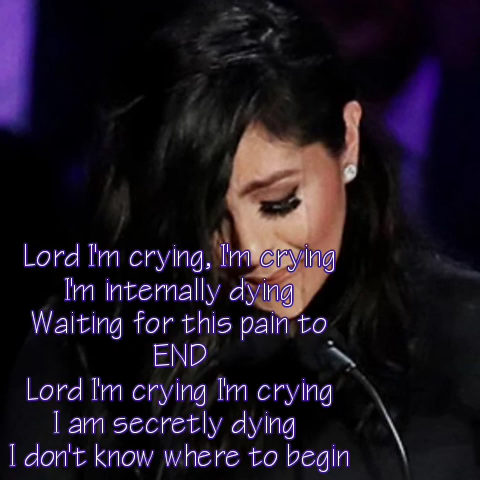 Lord I'm crying, I'm crying
I'm internally dying
Waiting for this pain to
END
Lord I'm crying I'm crying
I am secretly dying
I don't know where to begin